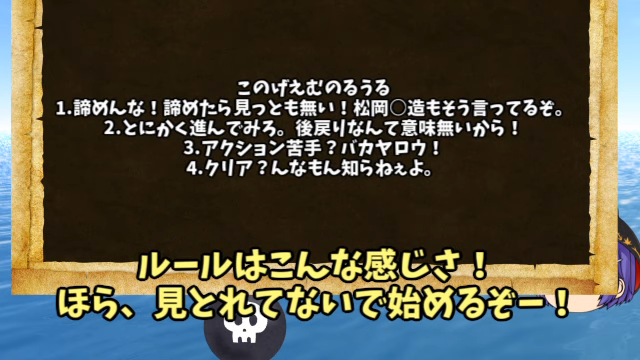 このげえむのるうる
1.諦めんな！諦めたら見っとも無い！松岡○造もそう言ってるぞ。
2.とにかく進んでみろ。後戻りなんて意味無いから！
3.アクション苦手？バカヤロウ！
4.クリア？んなもん知らねぇよ。
ルールはこんな感じさ！
ほら、見とれてないで始めるぞー！